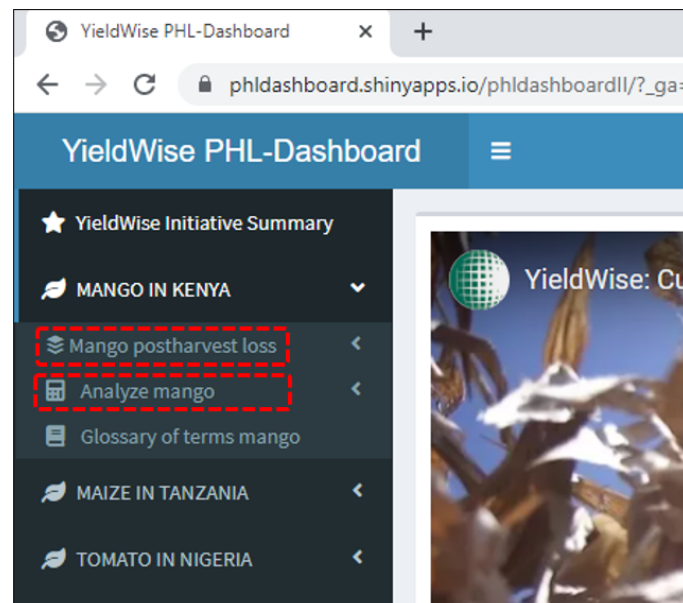 YieldWise PHL-Dashboard
phldashboard.shinyapps.io/phldashboardII/?_ga=
YieldWise PHL-Dashboard
YieldWise Initiative Summary
MANGO IN KENYA
YieldWise: Cu
Mango postharvest loss
Analyze mango
Glossary of terms mango
MAIZE IN TANZANIA
TOMATO IN NIGERIA